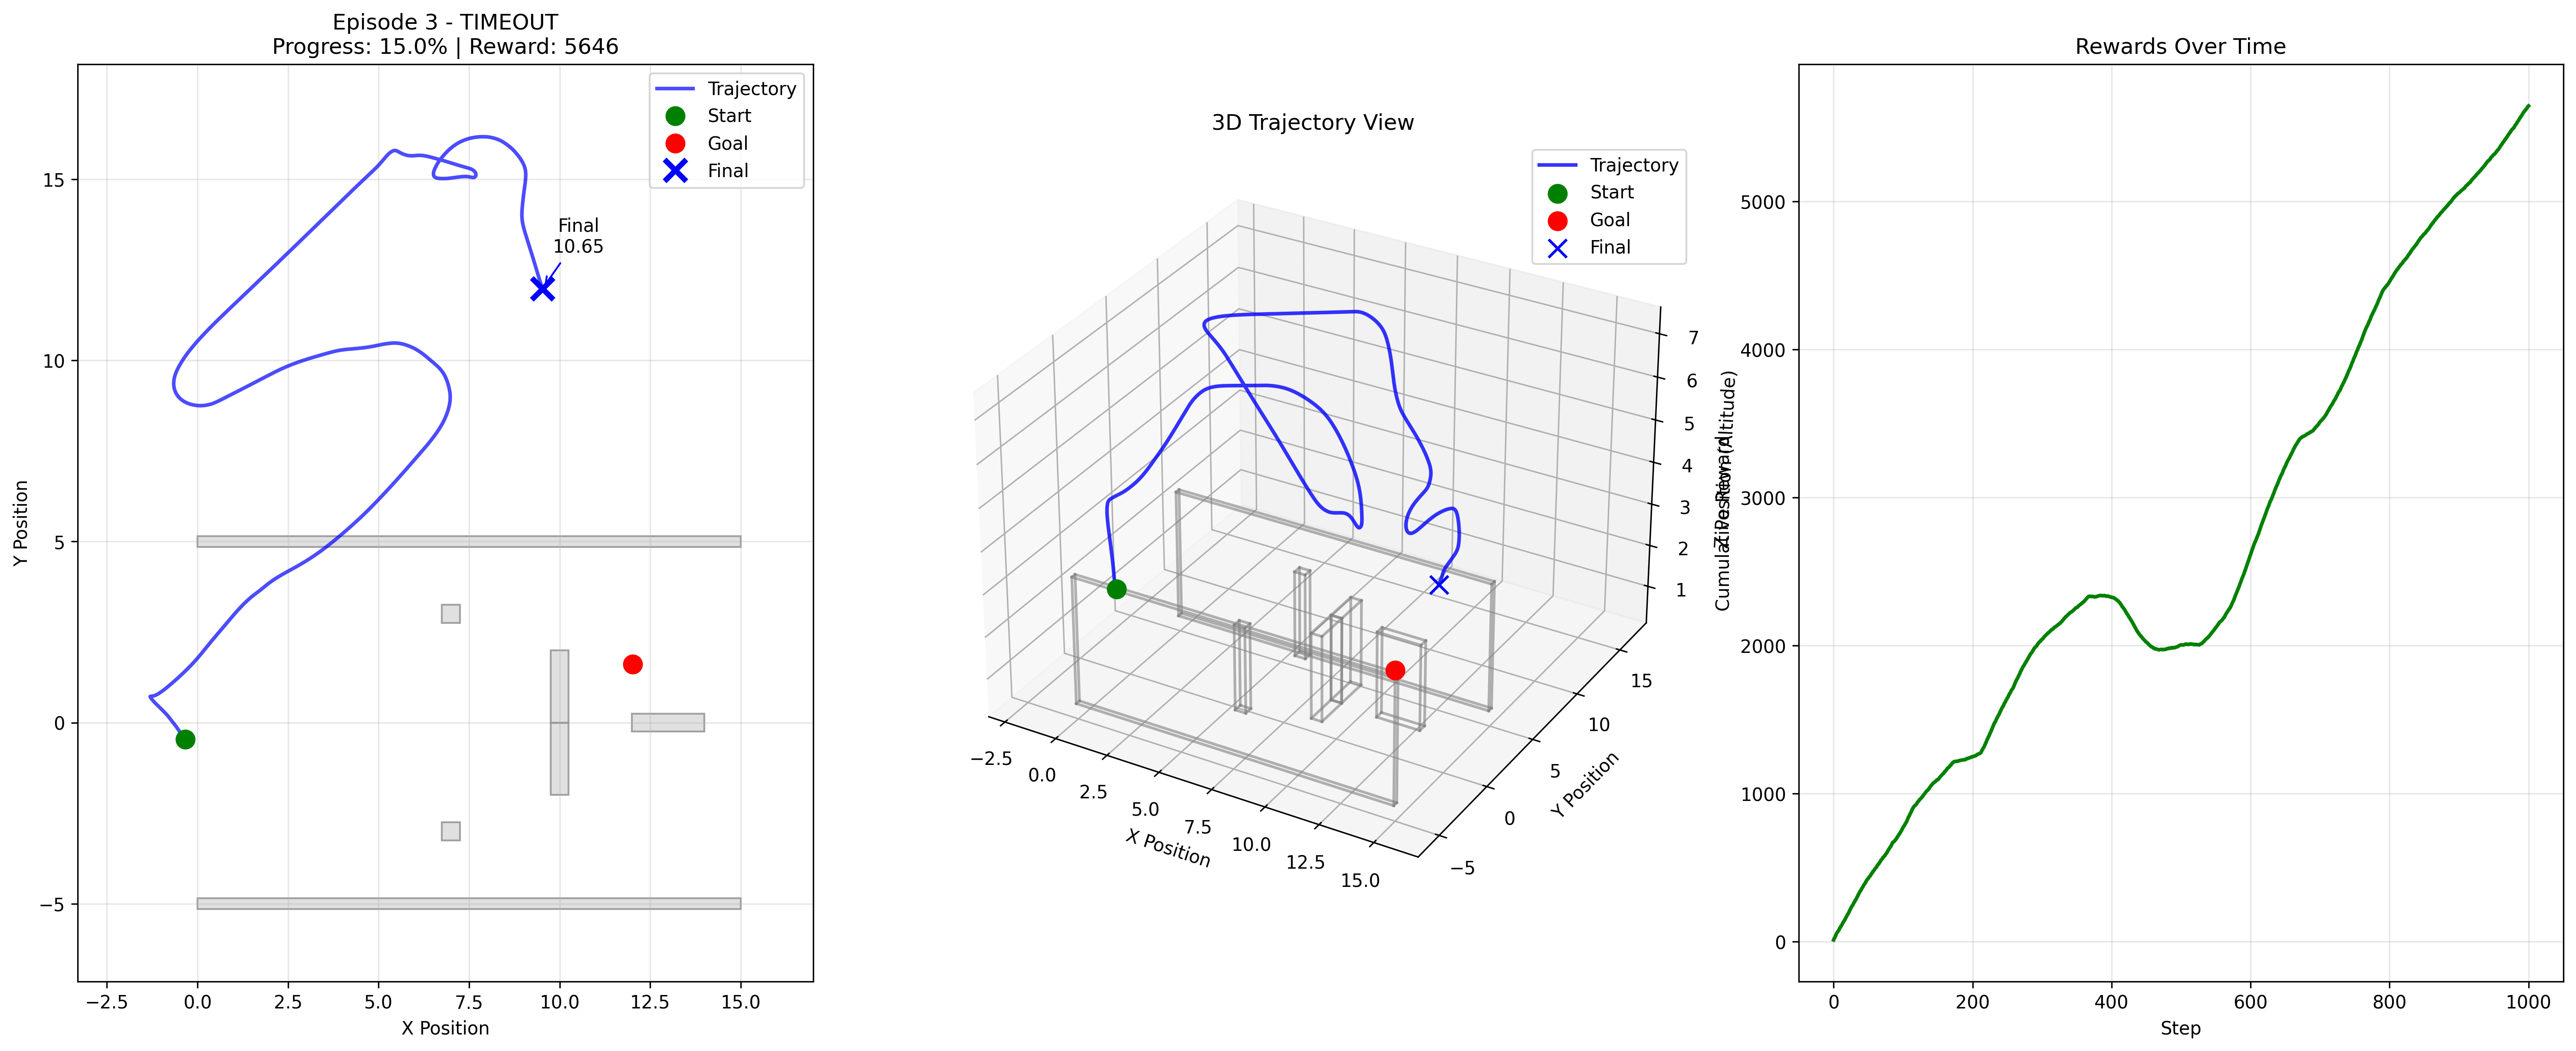 Episode 3 - TIMEOUT
Progress: 15.0% | Reward: 5646
Trajectory
Start
Goal
Final
Final
10.65
15
10
5
0
−5
Y Position
−2.5
0.0
2.5
5.0
7.5
10.0
12.5
15.0
X Position
3D Trajectory View
Trajectory
Start
Goal
Final
7
6
5
4
3
2
1
Z Position (Altitude)
−2.5
0.0
2.5
5.0
7.5
10.0
12.5
15.0
X Position
15
10
5
0
−5
Y Position
Rewards Over Time
Cumulative Reward
5000
4000
3000
2000
1000
0
0
200
400
600
800
1000
Step